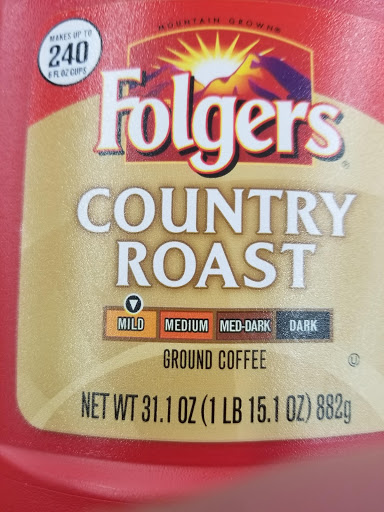 MOUNTAIN GROWN
MAKES UP TO
240
6 FL OZ CUPS
Folgers®
COUNTRY
ROAST
MILD MEDIUM MED-DARK DARK
GROUND COFFEE
U
NET WT 31.1 OZ (1 LB 15.1 OZ) 882g